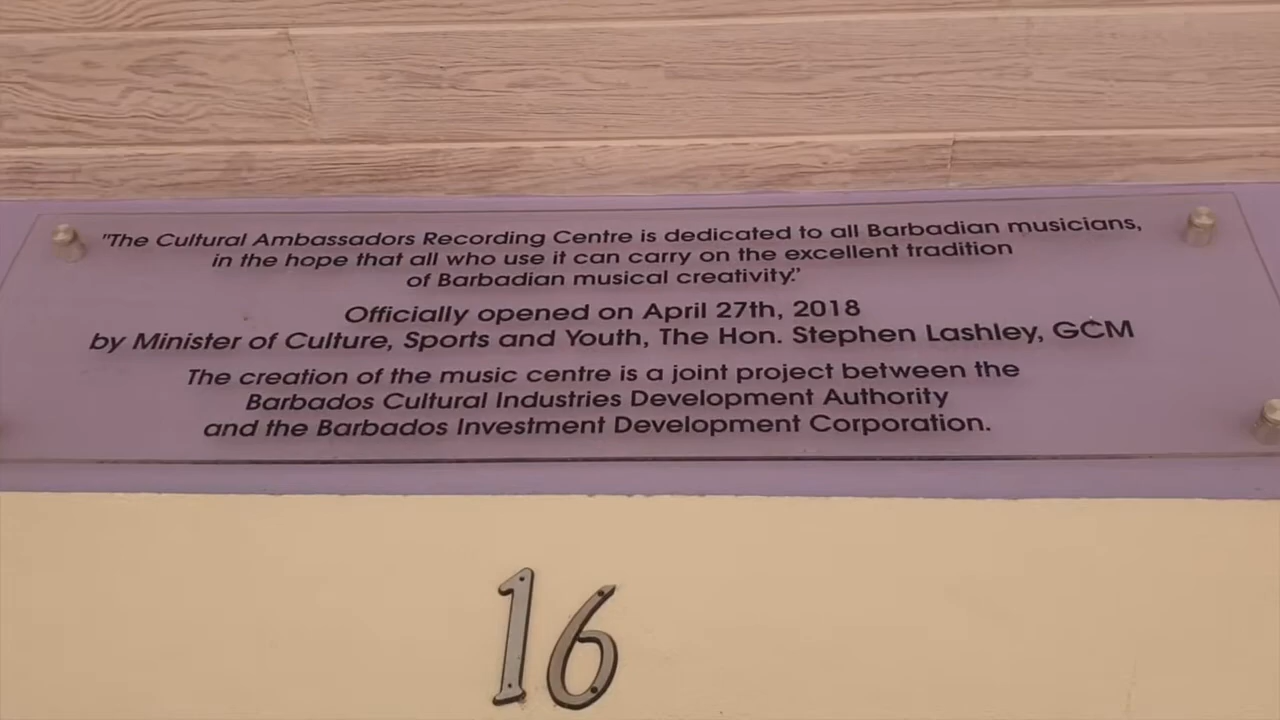 "The Cultural Ambassadors Recording Centre is dedicated to all Barbadian musicians,
in the hope that all who use it can carry on the excellent tradition
of Barbadian musical creativity."
Officially opened on April 27th, 2018
by Minister of Culture, Sports and Youth, The Hon. Stephen Lashley, GCM
The creation of the music centre is a joint project between the
Barbados Cultural Industries Development Authority
and the Barbados Investment Development Corporation.
16